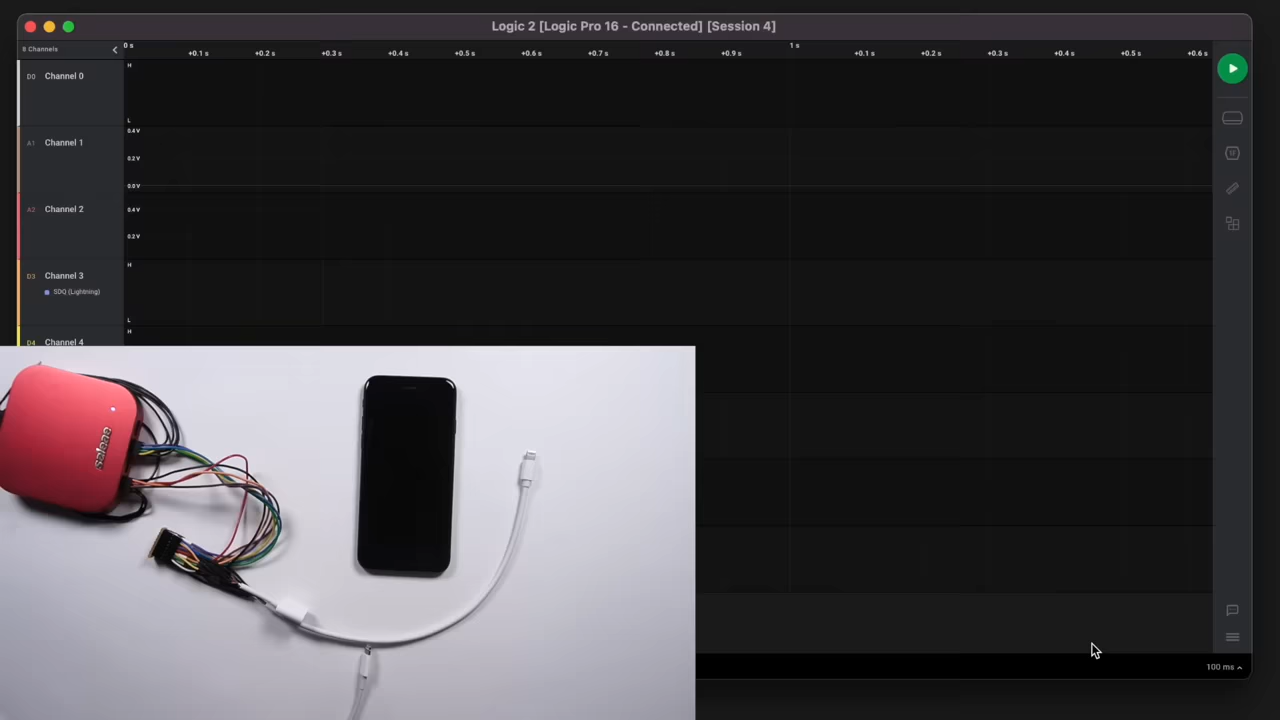 Logic 2 [Logic Pro 16 - Connected] [Session 4]
8 Channels
0 s
+0.1 s +0.2 s +0.3 s +0.4 s +0.5 s +0.6 s +0.7 s +0.8 s +0.9 s 1 s +0.1 s +0.2 s +0.3 s +0.4 s +0.5 s +0.6 s
D0 Channel 0
H
L
A1 Channel 1
0.4 V
0.2 V
0.0 V
A2 Channel 2
0.4 V
0.2 V
D3 Channel 3
SDQ (Lightning)
H
L
D4 Channel 4
H
saleae
100 ms